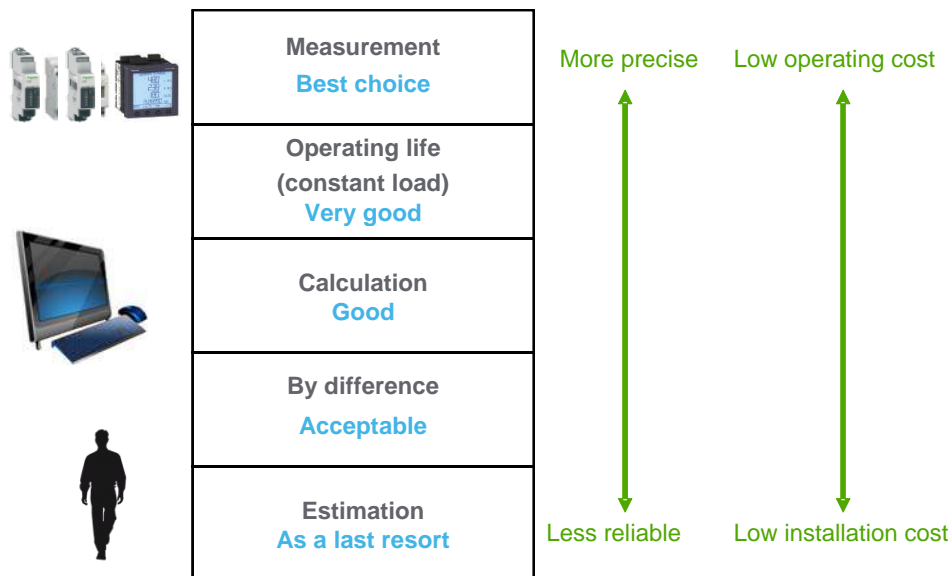 Measurement
Best choice
More precise
Low operating cost
Operating life
(constant load)
Very good
Calculation
Good
By difference
Acceptable
Estimation
As a last resort
Less reliable
Low installation cost